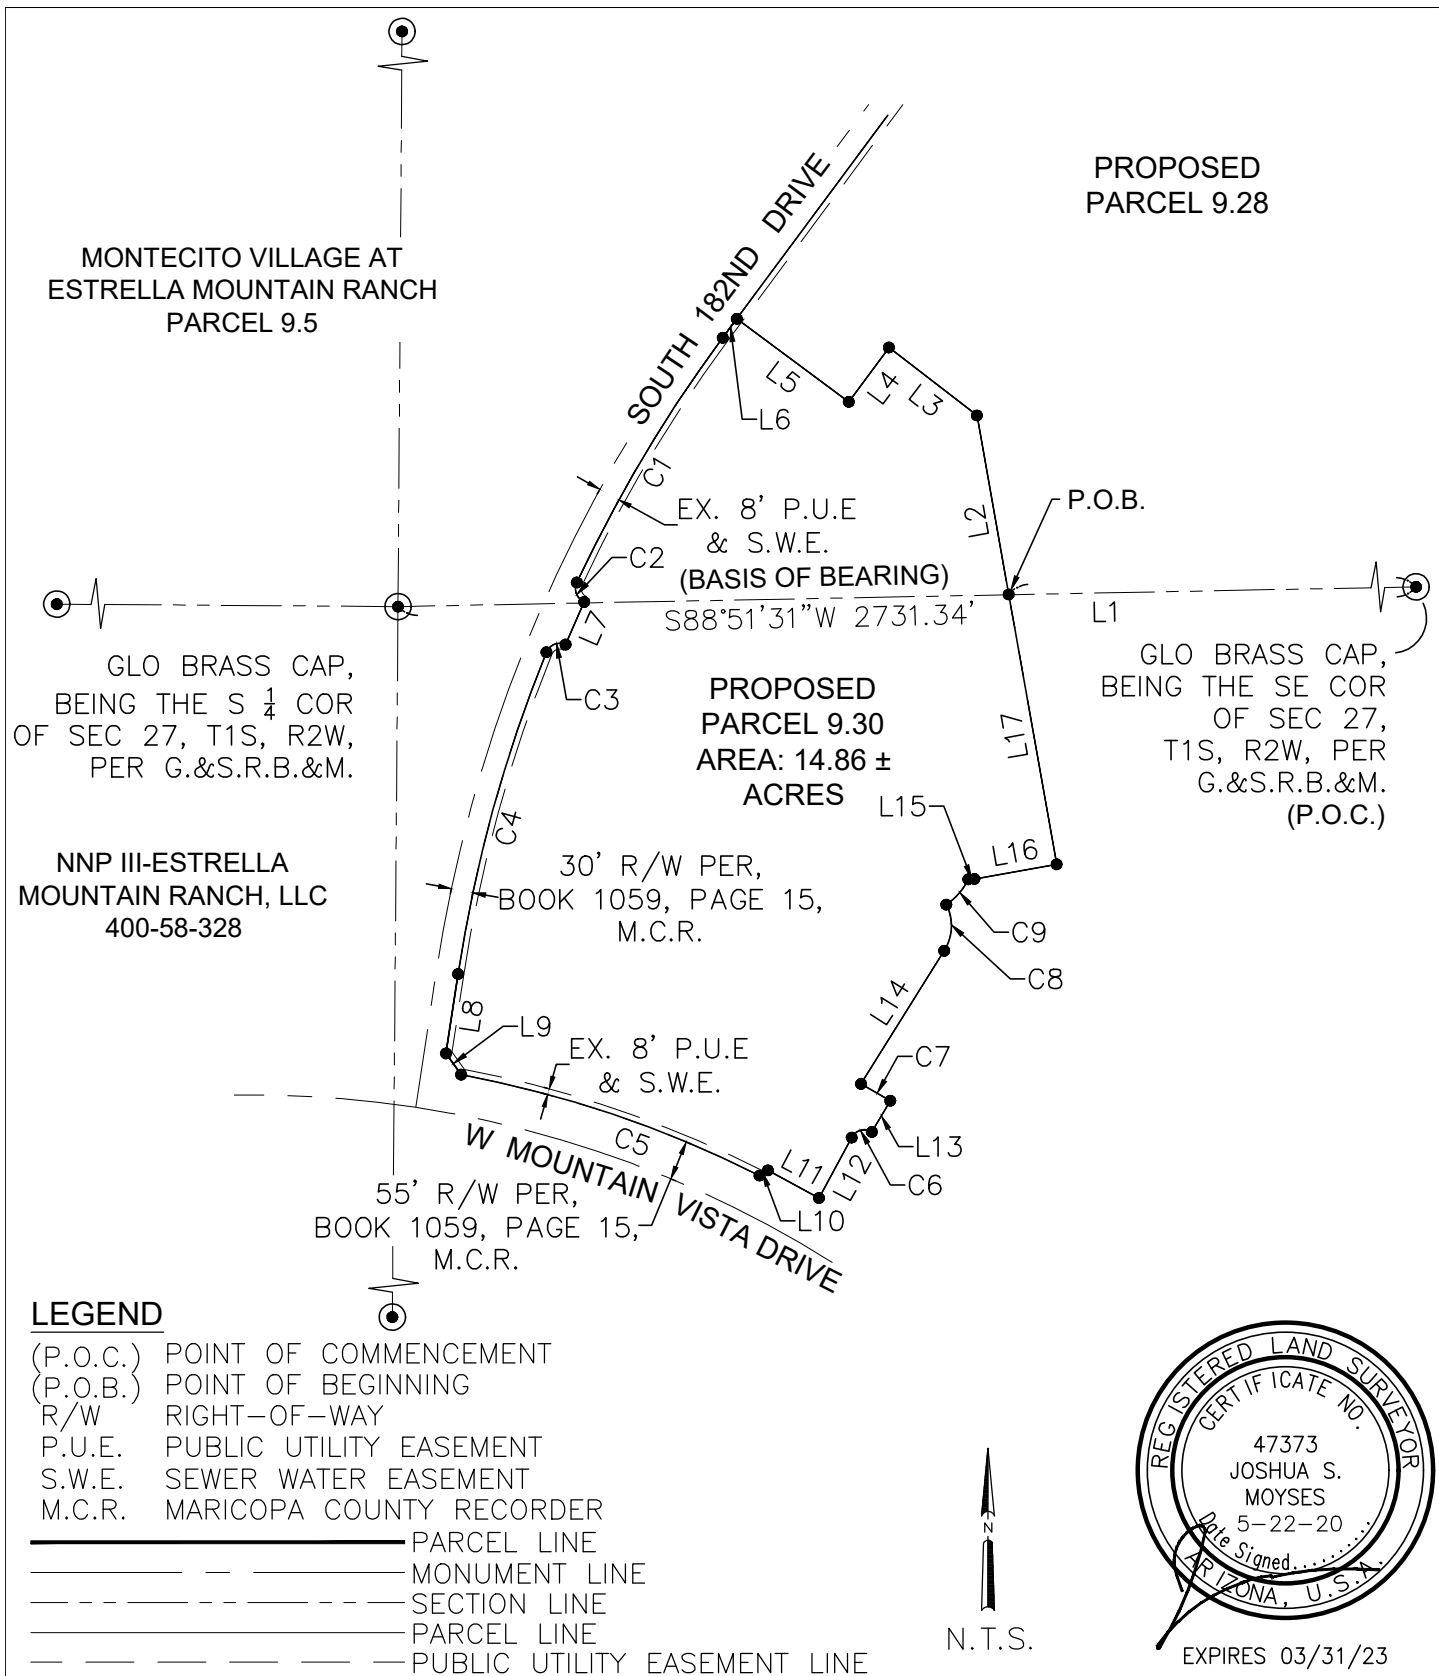 PROPOSED
PARCEL 9.28
MONTECITO VILLAGE AT
ESTRELLA MOUNTAIN RANCH
PARCEL 9.5
SOUTH 182ND DRIVE
L5
L4
L3
L6
C1
L2
P.O.B.
EX. 8' P.U.E
& S.W.E.
C2
(BASIS OF BEARING)
S88°51'31"W 2731.34'
L1
L7
C3
GLO BRASS CAP,
BEING THE S 1/4 COR
OF SEC 27, T1S, R2W,
PER G.&S.R.B.&M.
GLO BRASS CAP,
BEING THE SE COR
OF SEC 27,
T1S, R2W, PER
G.&S.R.B.&M.
(P.O.C.)
PROPOSED
PARCEL 9.30
AREA: 14.86 ±
ACRES
L17
L15
L16
C4
NNP III-ESTRELLA
MOUNTAIN RANCH, LLC
400-58-328
30' R/W PER,
BOOK 1059, PAGE 15,
M.C.R.
C9
C8
L14
L8
L9
EX. 8' P.U.E
& S.W.E.
C7
C5
L13
L11
L12
C6
L10
W MOUNTAIN VISTA DRIVE
55' R/W PER,
BOOK 1059, PAGE 15,
M.C.R.
LEGEND
(P.O.C.) POINT OF COMMENCEMENT
(P.O.B.) POINT OF BEGINNING
R/W RIGHT-OF-WAY
P.U.E. PUBLIC UTILITY EASEMENT
S.W.E. SEWER WATER EASEMENT
M.C.R. MARICOPA COUNTY RECORDER
PARCEL LINE
MONUMENT LINE
SECTION LINE
PARCEL LINE
PUBLIC UTILITY EASEMENT LINE
N
N.T.S.
REGISTERED LAND SURVEYOR
CERTIFICATE NO.
47373
JOSHUA S.
MOYSES
5-22-20
Date Signed..........
ARIZONA, U.S.A.
EXPIRES 03/31/23